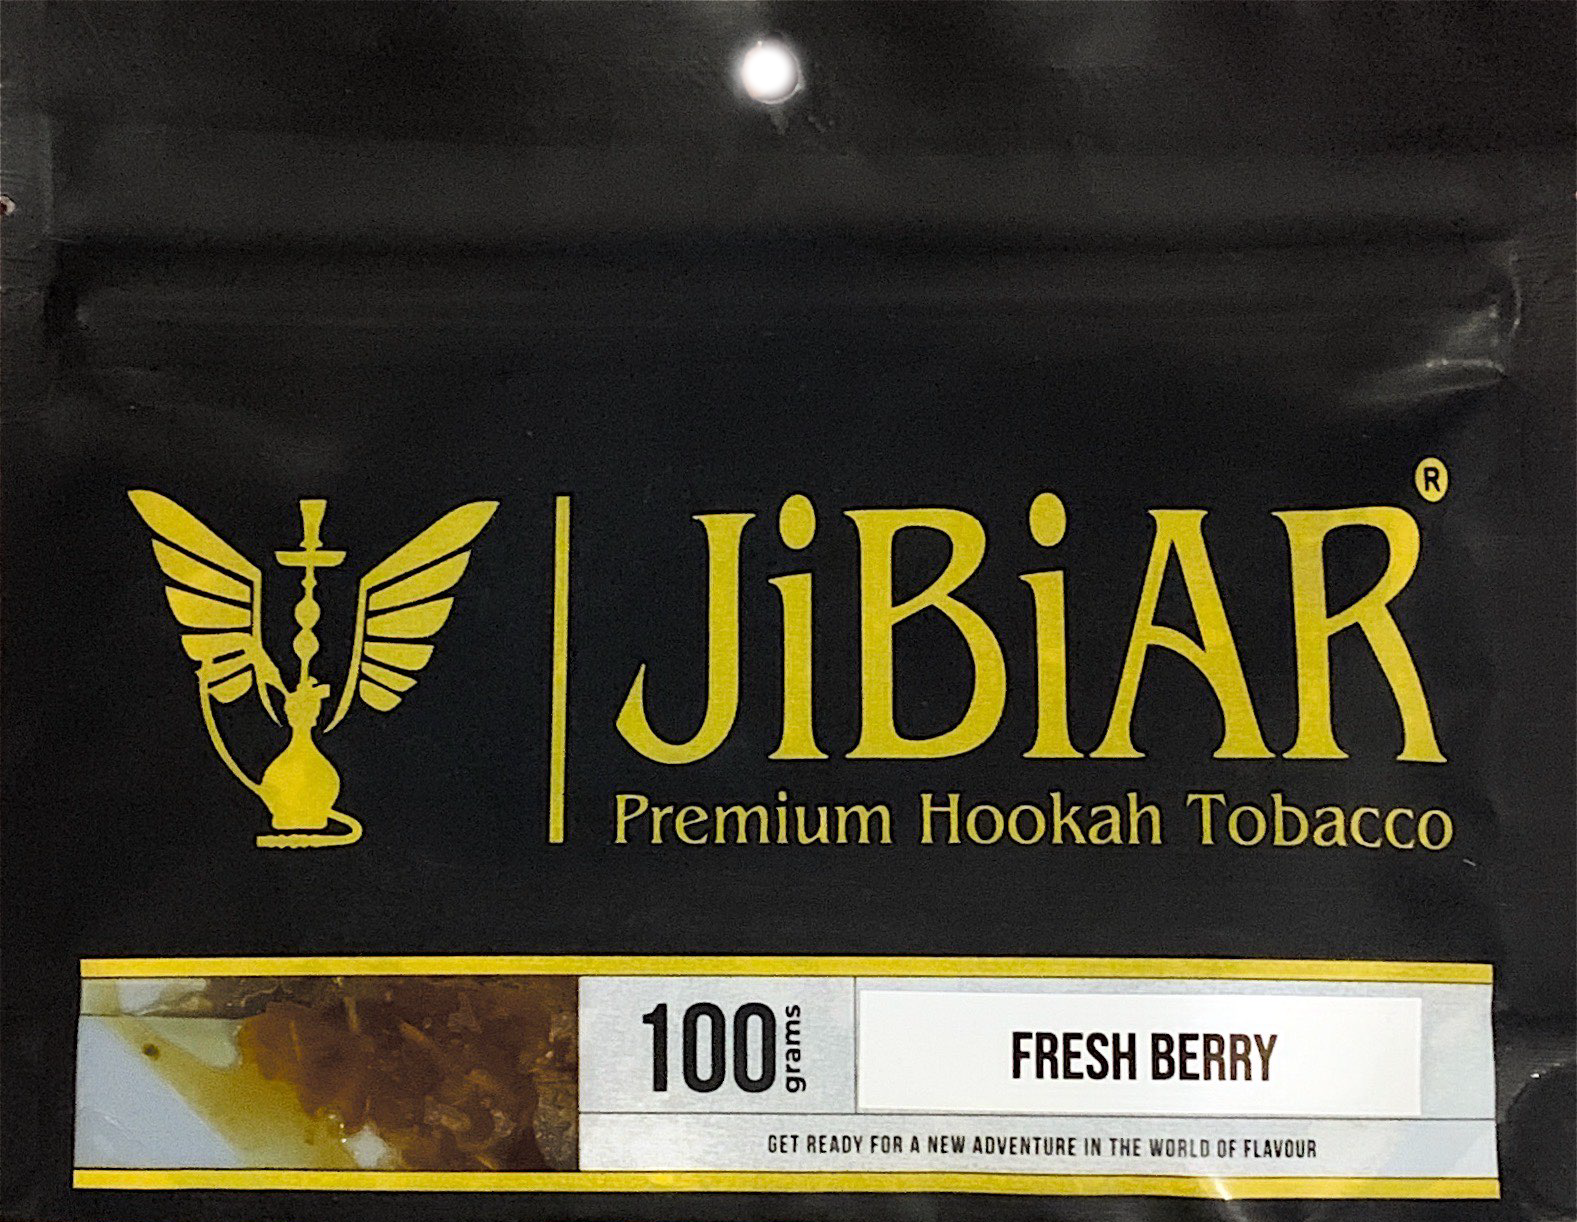 JiBiAR®
Premium Hookah Tobacco
100 grams
FRESH BERRY
GET READY FOR A NEW ADVENTURE IN THE WORLD OF FLAVOUR